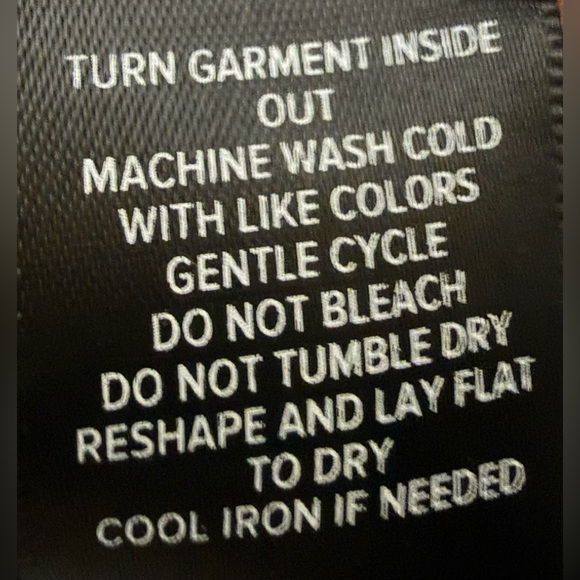 TURN GARMENT INSIDE
OUT
MACHINE WASH COLD
WITH LIKE COLORS
GENTLE CYCLE
DO NOT BLEACH
DO NOT TUMBLE DRY
RESHAPE AND LAY FLAT
TO DRY
COOL IRON IF NEEDED